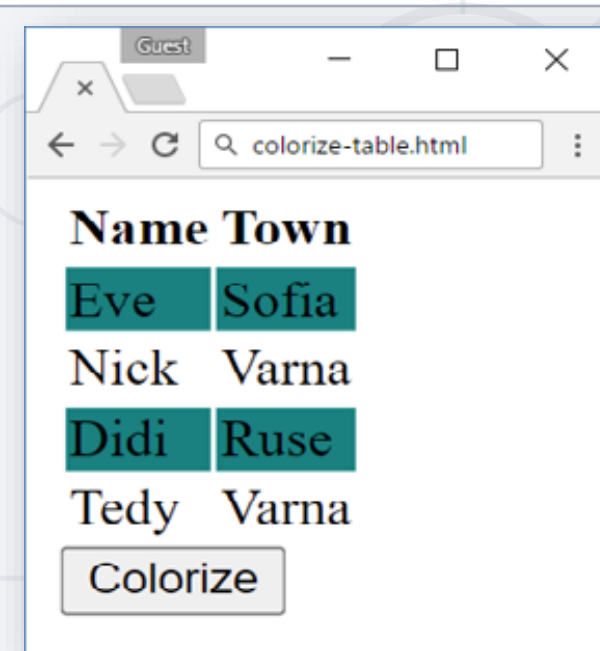 Guest
colorize-table.html
Name Town
Eve Sofia
Nick Varna
Didi Ruse
Tedy Varna
Colorize